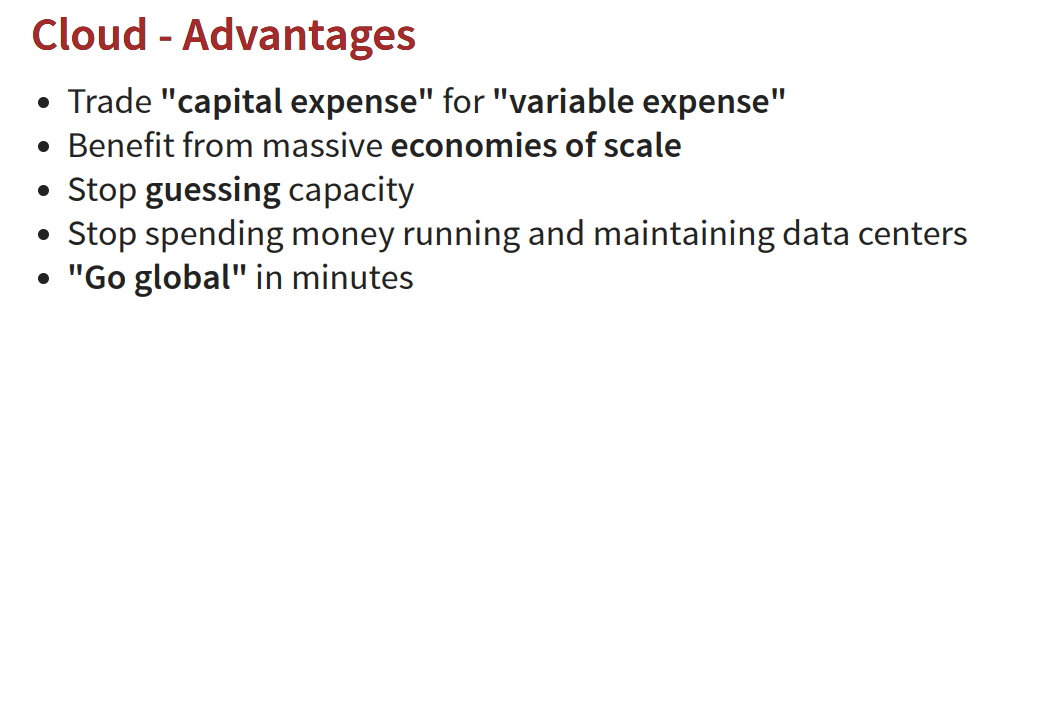 Cloud - Advantages
• Trade "capital expense" for "variable expense"
• Benefit from massive economies of scale
• Stop guessing capacity
• Stop spending money running and maintaining data centers
• "Go global" in minutes